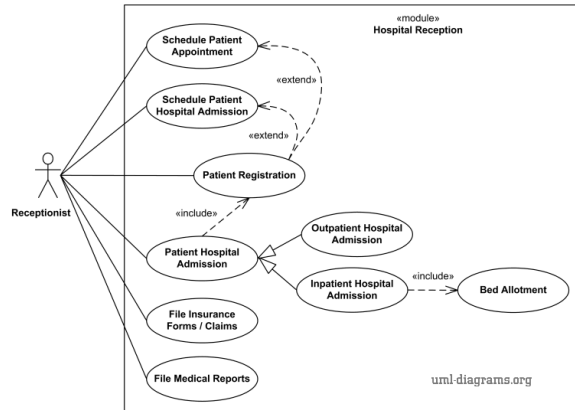 «module»
Hospital Reception
Schedule Patient
Appointment
«extend»
Schedule Patient
Hospital Admission
«extend»
Patient Registration
Receptionist
«include»
Outpatient Hospital
Admission
Patient Hospital
Admission
Inpatient Hospital
Admission
«include»
Bed Allotment
File Insurance
Forms / Claims
File Medical Reports
uml-diagrams.org